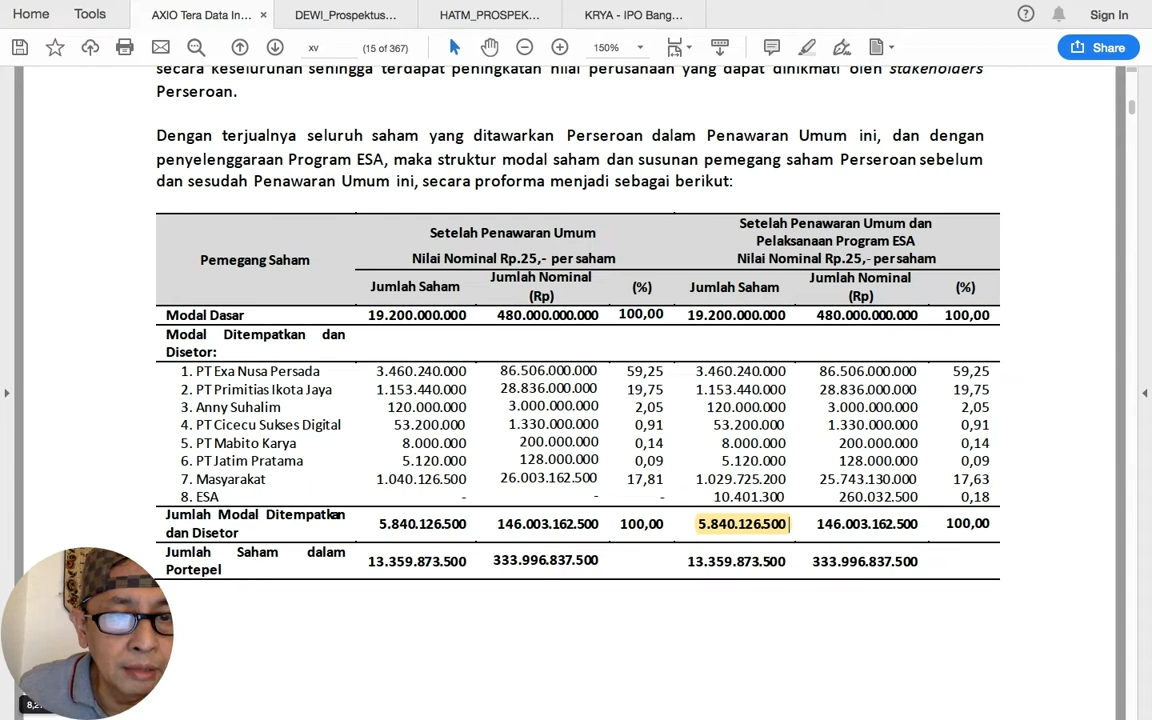 Home Tools AXIO Tera Data In... × DEWI_Prospektus... HATM_PROSPEK... KRYA - IPO Bang... Sign In
xv (15 of 367) 150% Share
secara keseluruhan sehingga terdapat peningkatan nilai perusahaan yang dapat dinikmati oleh stakeholders
Perseroan.
Dengan terjualnya seluruh saham yang ditawarkan Perseroan dalam Penawaran Umum ini, dan dengan
penyelenggaraan Program ESA, maka struktur modal saham dan susunan pemegang saham Perseroan sebelum
dan sesudah Penawaran Umum ini, secara proforma menjadi sebagai berikut:
Pemegang Saham
Setelah Penawaran Umum
Nilai Nominal Rp.25,- per saham
Setelah Penawaran Umum dan
Pelaksanaan Program ESA
Nilai Nominal Rp.25,- per saham
Jumlah Saham
Jumlah Nominal
(Rp)
(%)
Jumlah Saham
Jumlah Nominal
(Rp)
(%)
Modal Dasar 19.200.000.000 480.000.000.000 100,00 19.200.000.000 480.000.000.000 100,00
Modal Ditempatkan dan
Disetor:
1. PT Exa Nusa Persada 3.460.240.000 86.506.000.000 59,25 3.460.240.000 86.506.000.000 59,25
2. PT Primitias Ikota Jaya 1.153.440.000 28.836.000.000 19,75 1.153.440.000 28.836.000.000 19,75
3. Anny Suhalim 120.000.000 3.000.000.000 2,05 120.000.000 3.000.000.000 2,05
4. PT Cicecu Sukses Digital 53.200.000 1.330.000.000 0,91 53.200.000 1.330.000.000 0,91
5. PT Mabito Karya 8.000.000 200.000.000 0,14 8.000.000 200.000.000 0,14
6. PT Jatim Pratama 5.120.000 128.000.000 0,09 5.120.000 128.000.000 0,09
7. Masyarakat 1.040.126.500 26.003.162.500 17,81 1.029.725.200 25.743.130.000 17,63
8. ESA - - - 10.401.300 260.032.500 0,18
Jumlah Modal Ditempatkan
dan Disetor
5.840.126.500 146.003.162.500 100,00 5.840.126.500 146.003.162.500 100,00
Jumlah Saham dalam
Portepel
13.359.873.500 333.996.837.500 13.359.873.500 333.996.837.500